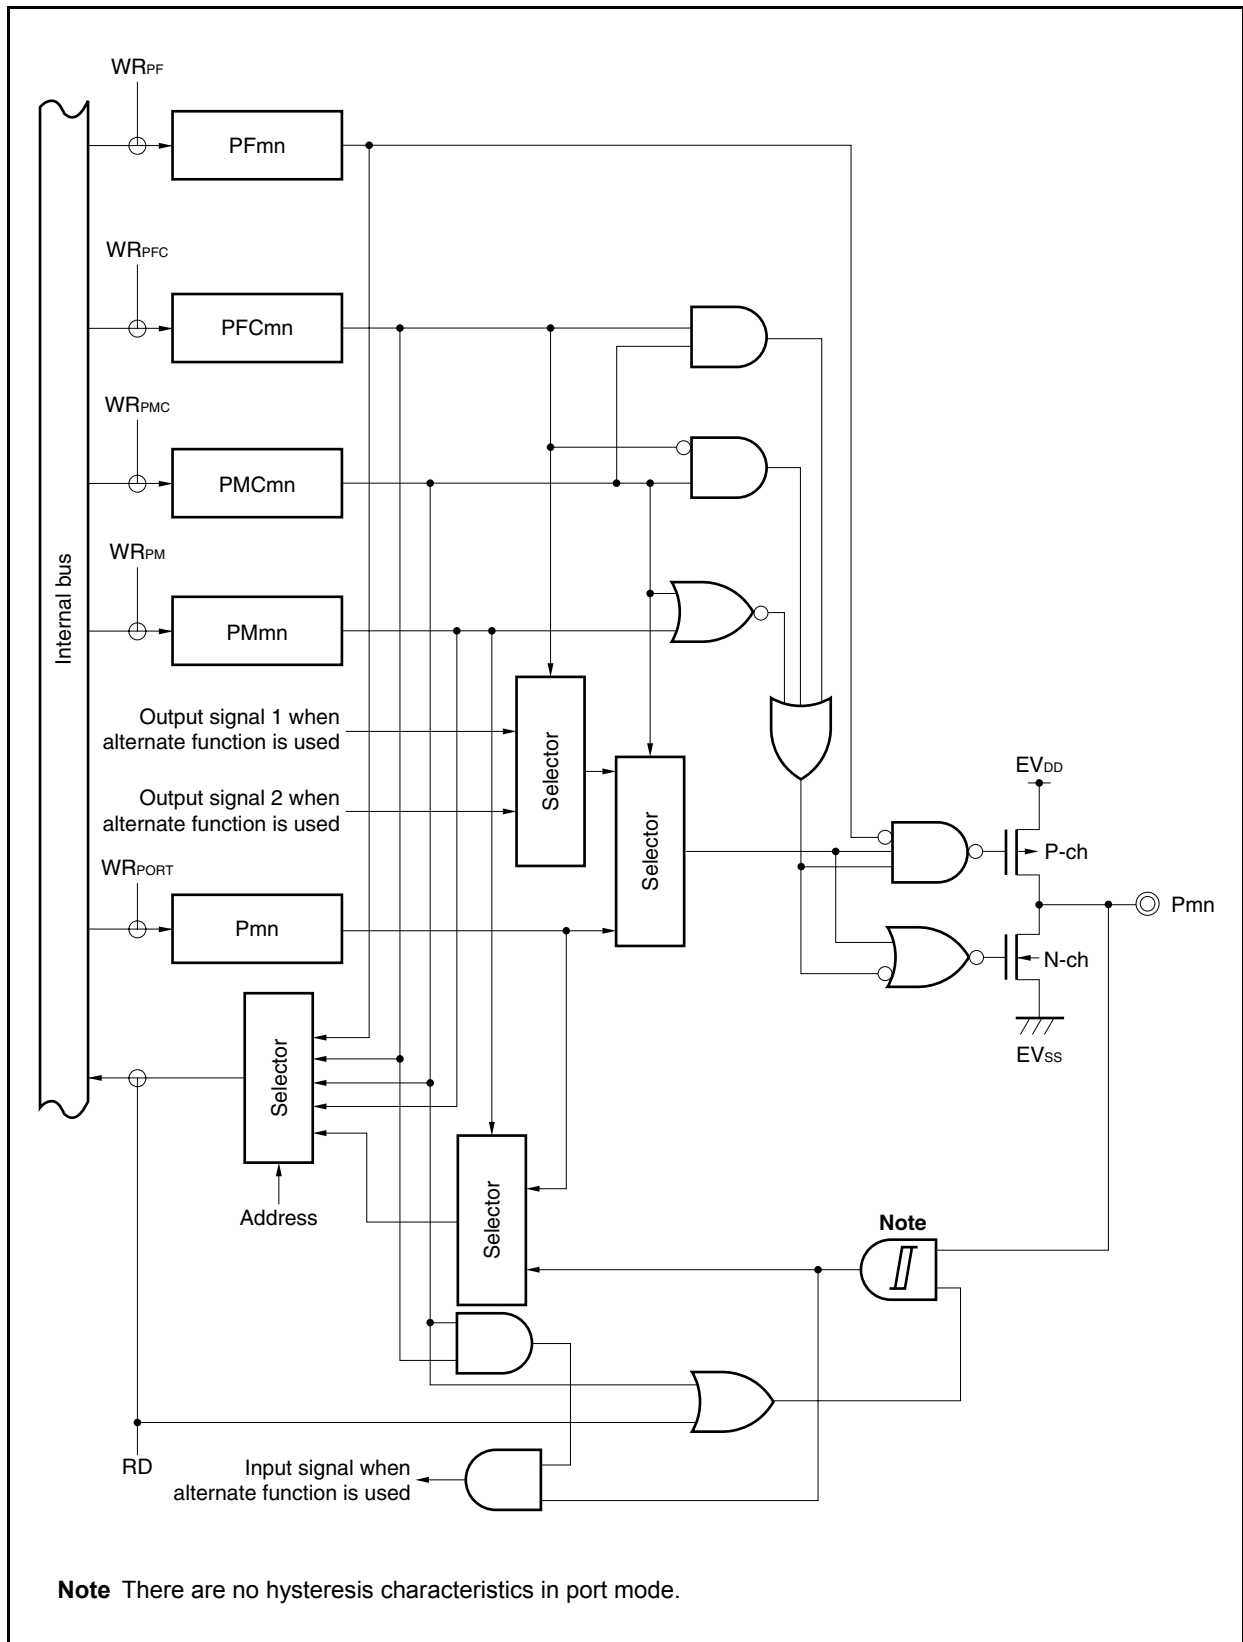 WRPF
PFmn
WRPFC
PFCmn
WRPMC
PMCmn
WRPM
PMmn
Internal bus
Output signal 1 when
alternate function is used
Output signal 2 when
alternate function is used
Selector
Selector
WRPORT
Pmn
EVDD
P-ch
Pmn
N-ch
EVSS
Selector
Address
Selector
Note
RD
Input signal when
alternate function is used
Note There are no hysteresis characteristics in port mode.